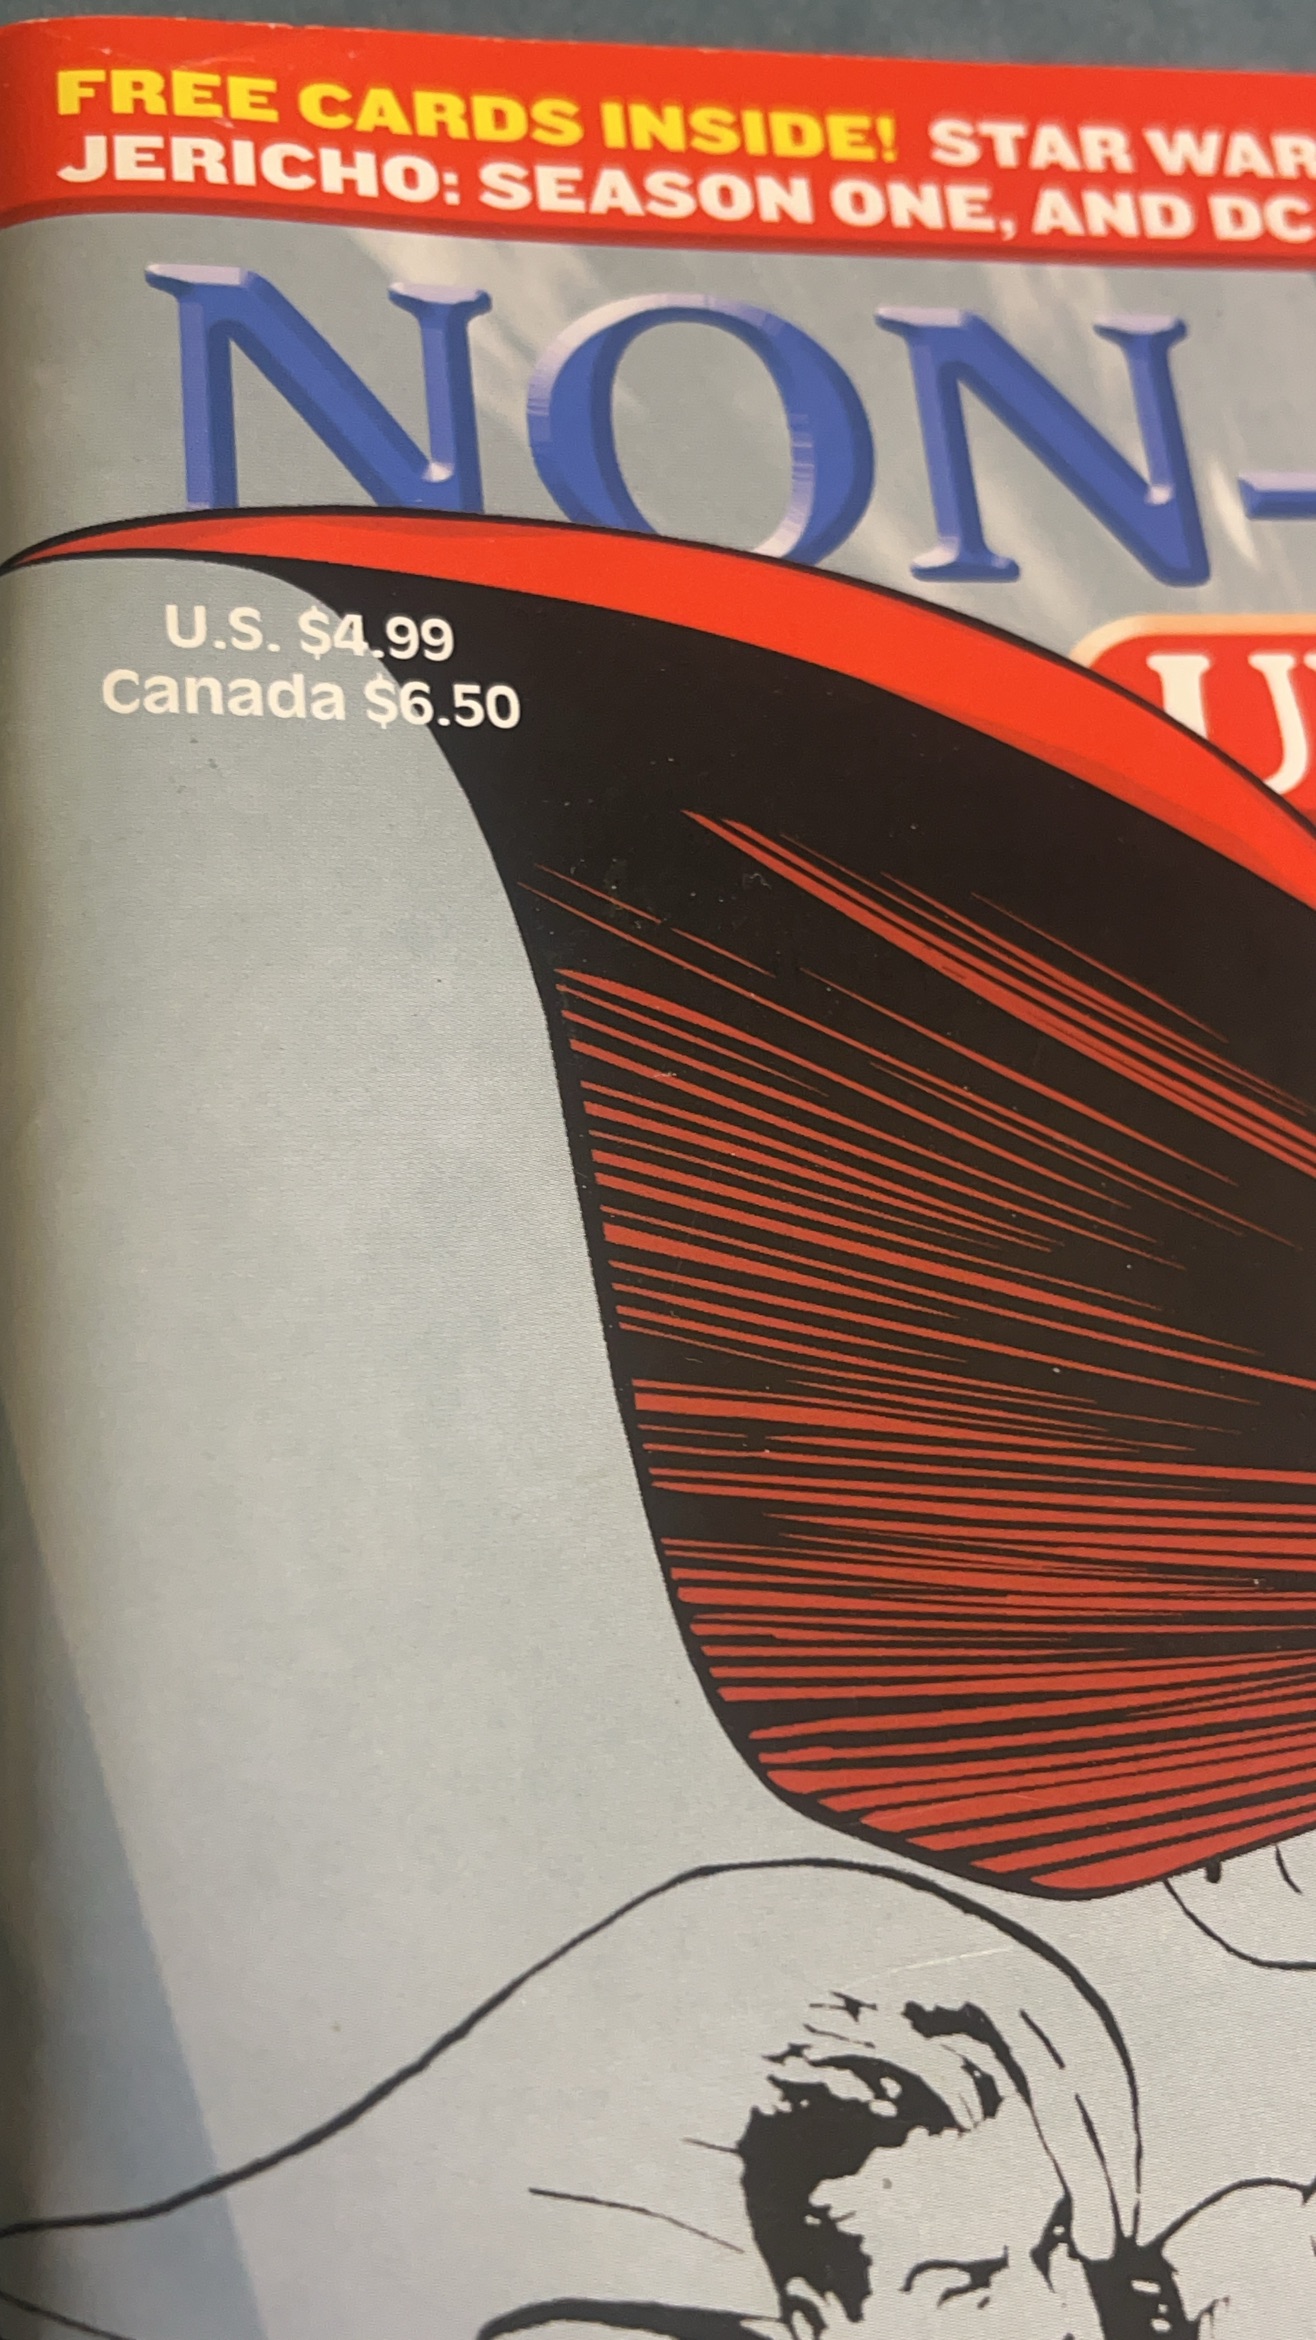 FREE CARDS INSIDE! STAR WAR
JERICHO: SEASON ONE, AND DC
NON-
U.S. $4.99
Canada $6.50